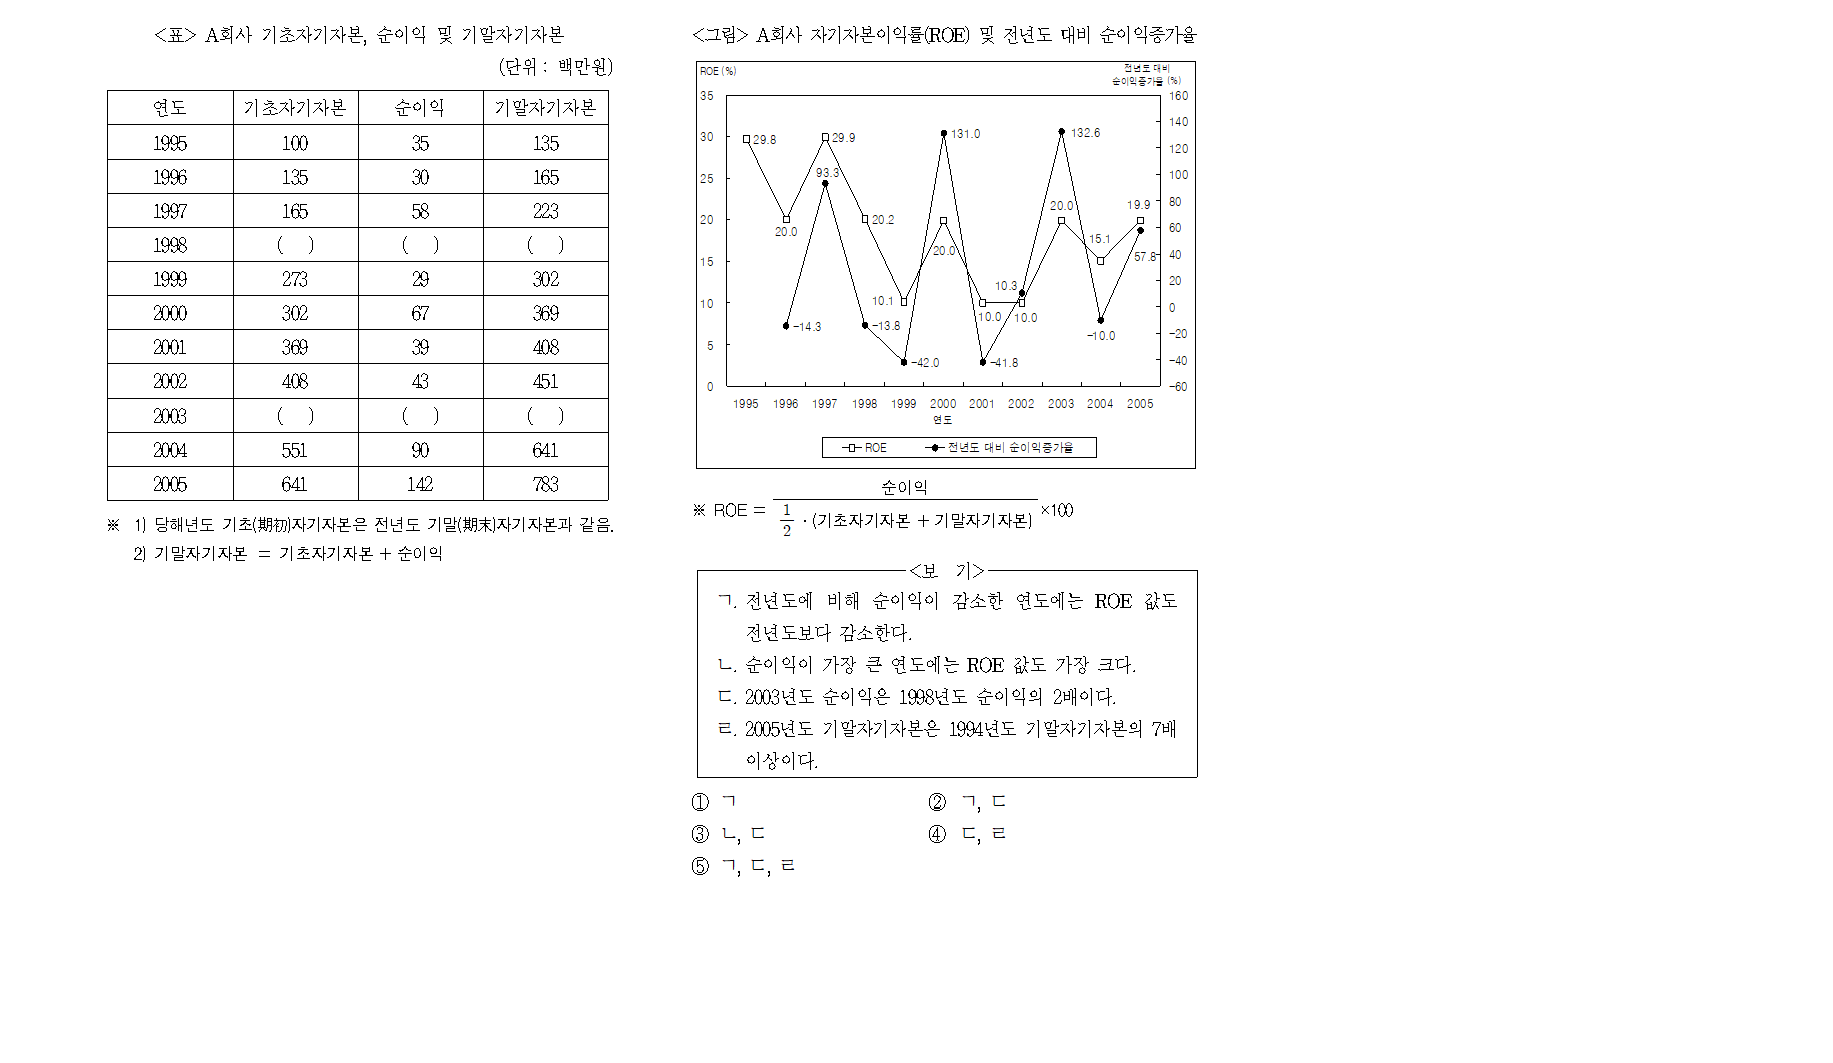 <표> A회사 기초자기자본, 순이익 및 기말자기자본
(단위 : 백만원)
연도 기초자기자본 순이익 기말자기자본
1995 100 35 135
1996 135 30 165
1997 165 58 223
1998 ( ) ( ) ( )
1999 273 29 302
2000 302 67 369
2001 369 39 408
2002 408 43 451
2003 ( ) ( ) ( )
2004 551 90 641
2005 641 142 783
※ 1) 당해년도 기초(期初)자기자본은 전년도 기말(期末)자기자본과 같음.
2) 기말자기자본 = 기초자기자본 + 순이익
<그림> A회사 자기자본이익률(ROE) 및 전년도 대비 순이익증가율
ROE (%)
전년도 대비
순이익증가율 (%)
35
30
25
20
15
10
5
0
160
140
120
100
80
60
40
20
0
-20
-40
-60
29.8
20.0
29.9
20.2
10.1
20.0
10.0
10.0
20.0
15.1
19.9
-14.3
93.3
-13.8
-42.0
131.0
-41.8
10.3
132.6
-10.0
57.8
1995 1996 1997 1998 1999 2000 2001 2002 2003 2004 2005
연도
ROE 전년도 대비 순이익증가율
순이익
※ ROE = ×100
1
2
· (기초자기자본 + 기말자기자본)
<보 기>
ㄱ. 전년도에 비해 순이익이 감소한 연도에는 ROE 값도
전년도보다 감소한다.
ㄴ. 순이익이 가장 큰 연도에는 ROE 값도 가장 크다.
ㄷ. 2003년도 순이익은 1998년도 순이익의 2배이다.
ㄹ. 2005년도 기말자기자본은 1994년도 기말자기자본의 7배
이상이다.
① ㄱ ② ㄱ, ㄷ
③ ㄴ, ㄷ ④ ㄷ, ㄹ
⑤ ㄱ, ㄷ, ㄹ